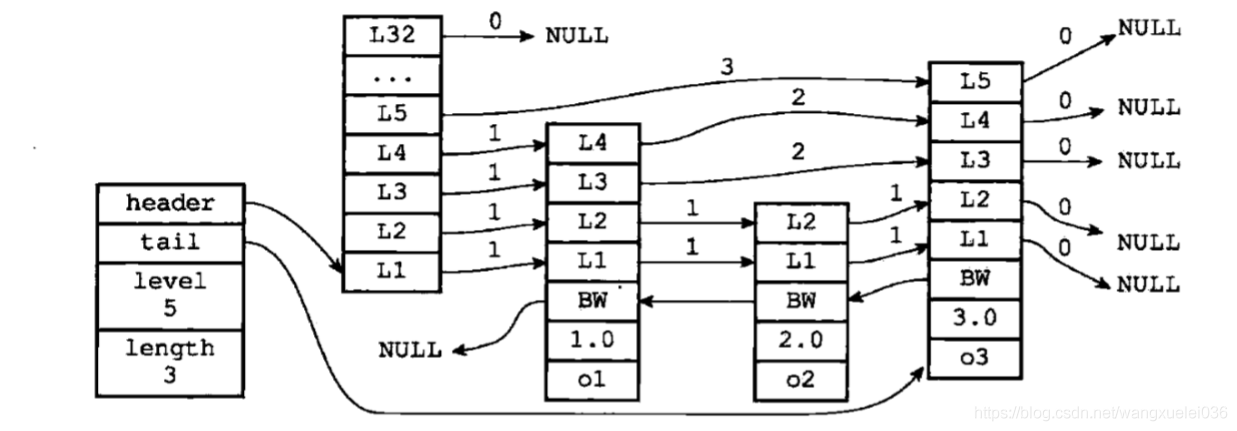 L32
0
NULL
...
L5
3
L4
1
L3
1
L2
1
L1
1
header
tail
level
5
length
3
NULL
L4
2
L3
2
L2
1
L1
1
BW
1.0
o1
L2
1
L1
1
BW
2.0
o2
L5
0
NULL
L4
0
NULL
L3
0
NULL
L2
0
NULL
L1
0
NULL
BW
3.0
o3
https://blog.csdn.net/wangxuelei036